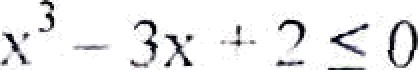 x³ − 3x + 2 ≤ 0